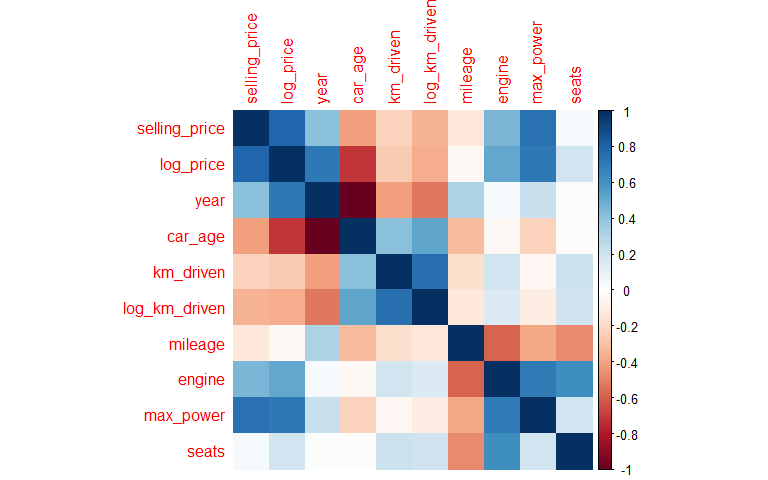 selling_price
log_price
year
car_age
km_driven
log_km_driven
mileage
engine
max_power
seats
selling_price
log_price
year
car_age
km_driven
log_km_driven
mileage
engine
max_power
seats
1
0.8
0.6
0.4
0.2
0
-0.2
-0.4
-0.6
-0.8
-1